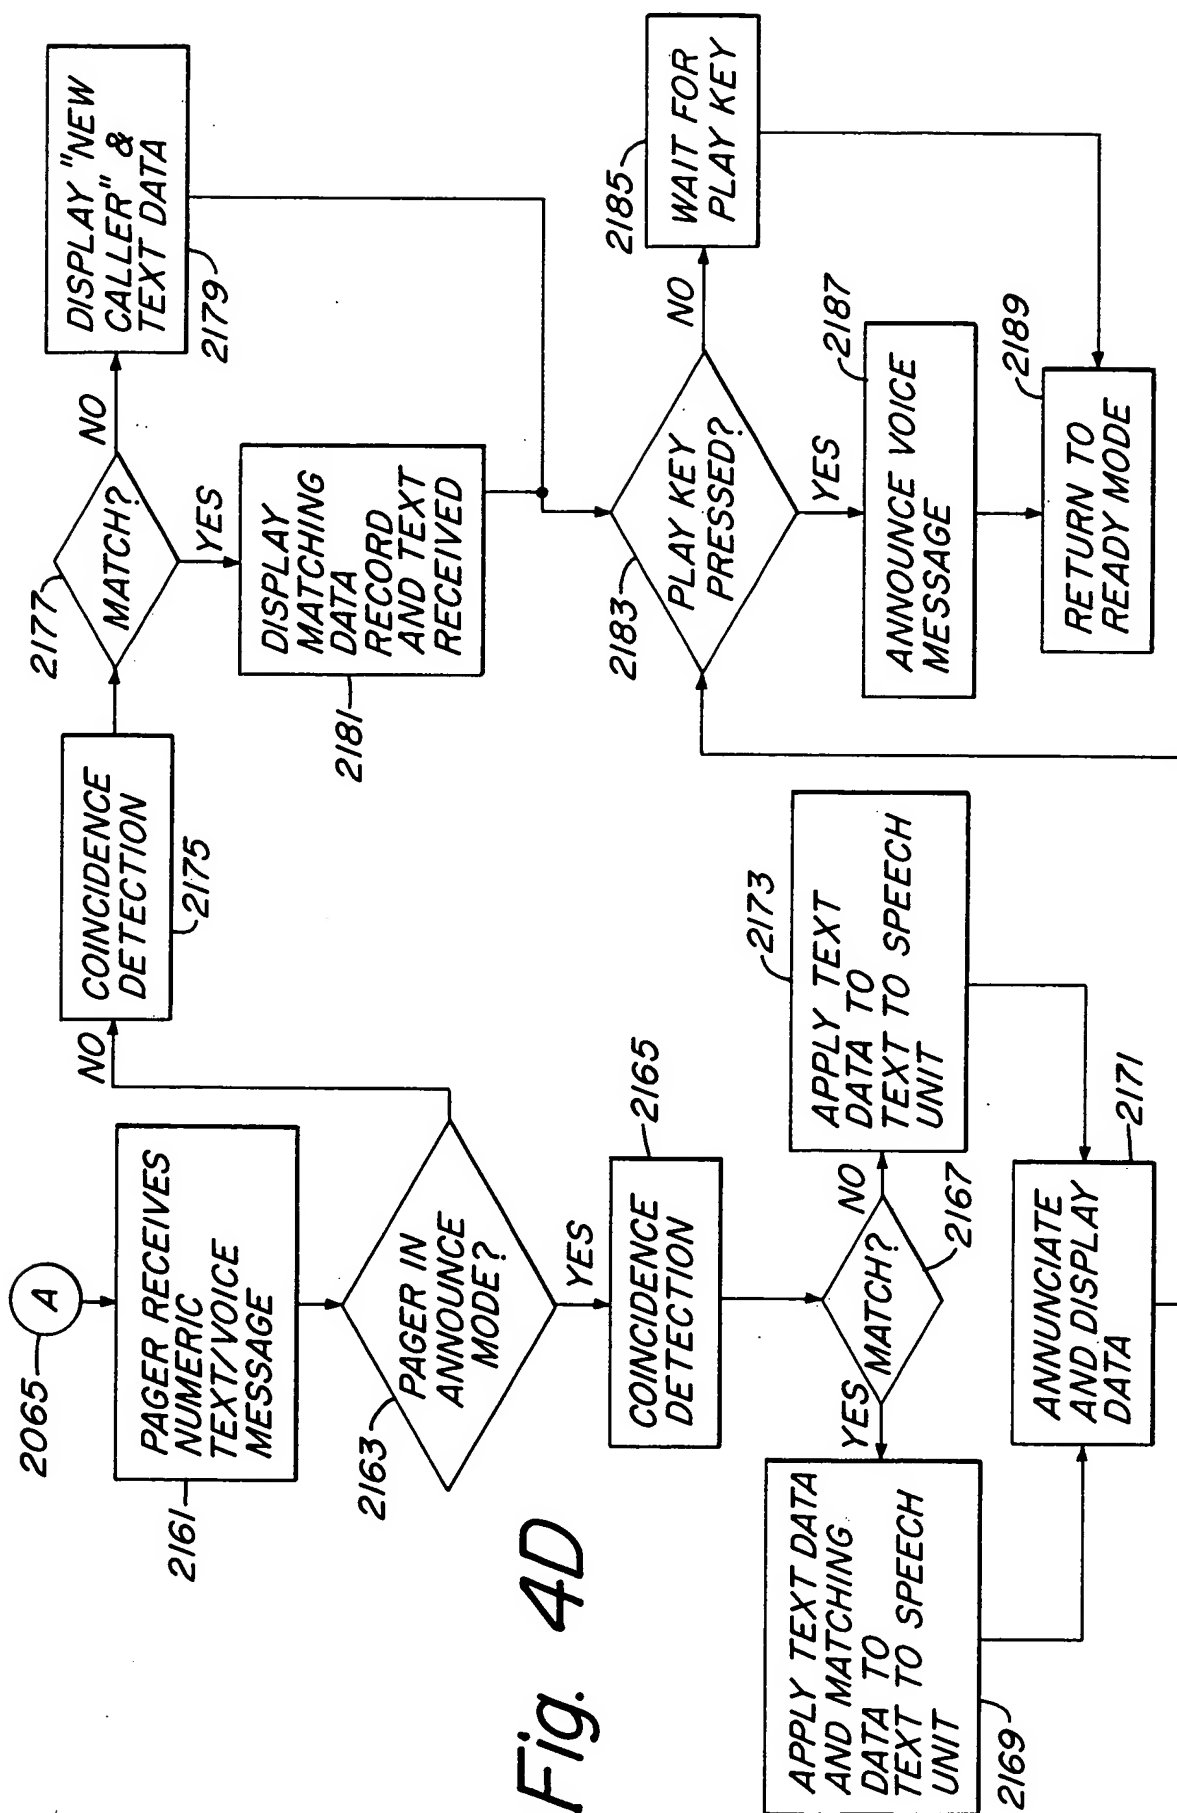 2065
A
PAGER RECEIVES
NUMERIC
TEXT/VOICE
MESSAGE
2161
PAGER IN
ANNOUNCE
MODE?
2163
NO
YES
COINCIDENCE
DETECTION
2165
MATCH?
2167
YES
NO
APPLY TEXT DATA
AND MATCHING
DATA TO
TEXT TO SPEECH
UNIT
2169
APPLY TEXT
DATA TO
TEXT TO SPEECH
UNIT
2173
ANNUNCIATE
AND DISPLAY
DATA
2171
COINCIDENCE
DETECTION
2175
MATCH?
2177
NO
YES
DISPLAY "NEW
CALLER" &
TEXT DATA
2179
DISPLAY
MATCHING
DATA
RECORD
AND TEXT
RECEIVED
2181
PLAY KEY
PRESSED?
2183
NO
YES
WAIT FOR
PLAY KEY
2185
ANNOUNCE VOICE
MESSAGE
2187
RETURN TO
READY MODE
2189
Fig. 4D